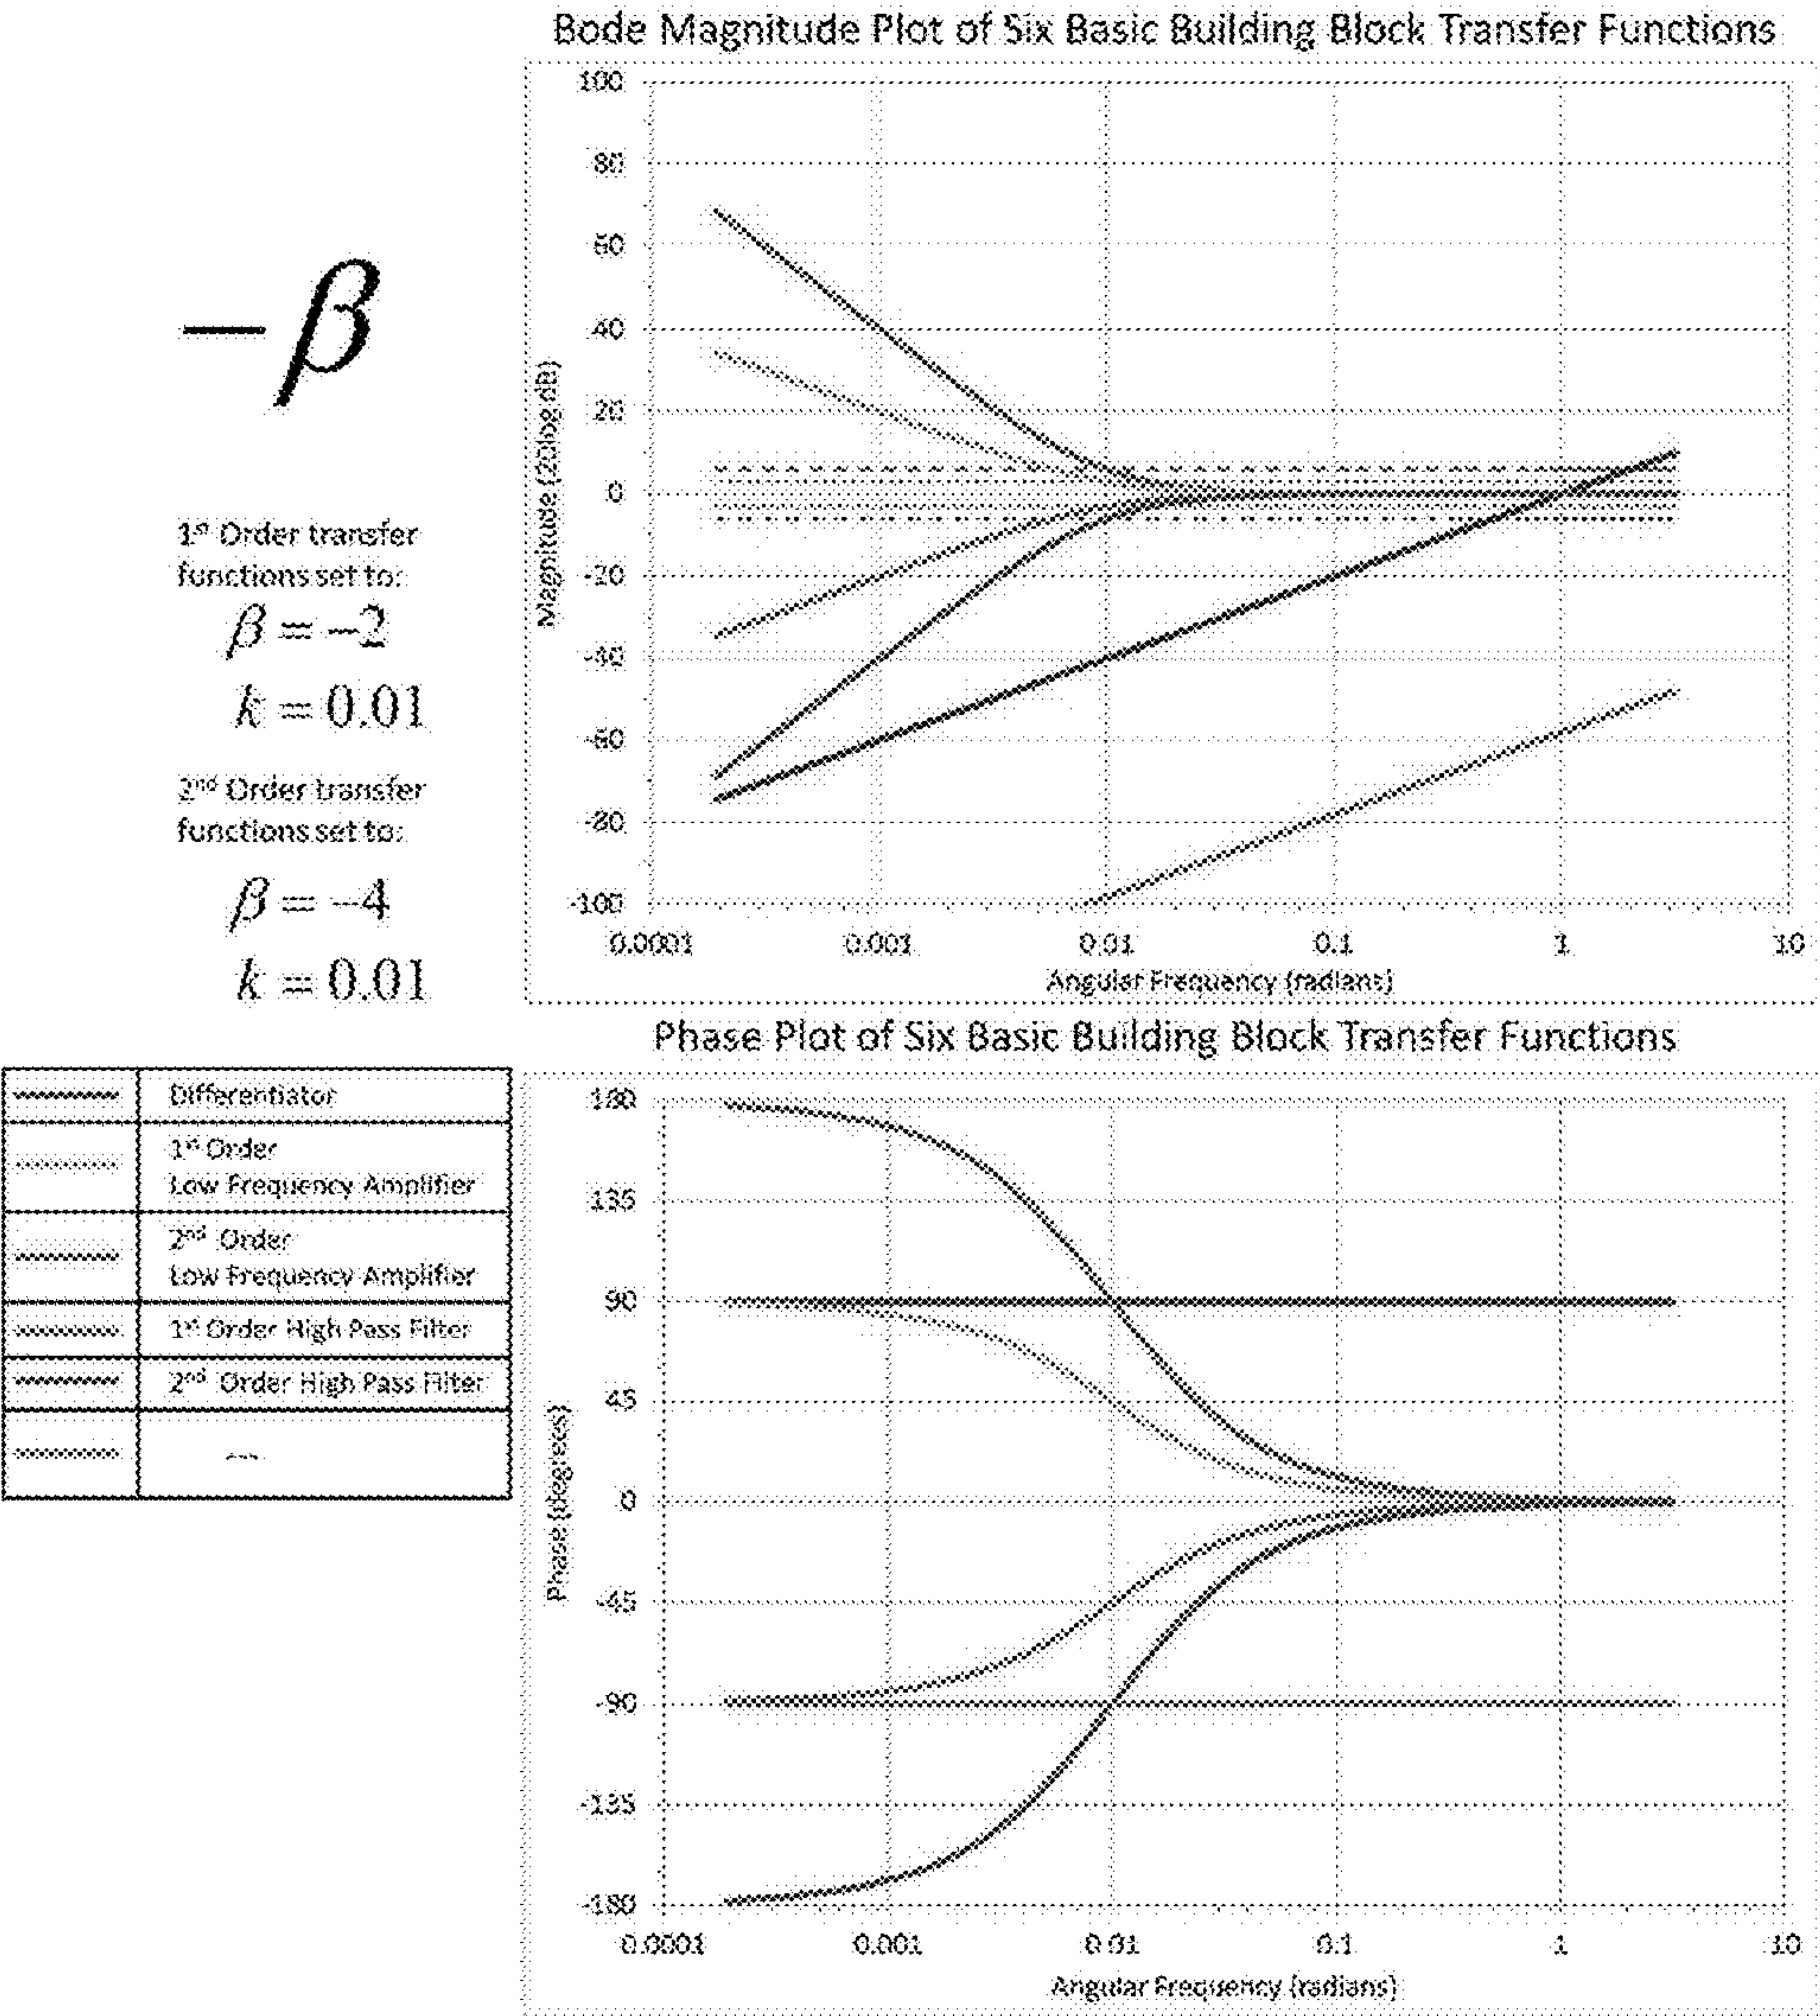 Bode Magnitude Plot of Six Basic Building Block Transfer Functions
−β
1st Order transfer
functions set to:
β = −2
k = 0.01
2nd Order transfer
functions set to:
β = −4
k = 0.01
Magnitude (20log dB)
100
80
60
40
20
0
-20
-40
-60
-80
-100
0.0001 0.001 0.01 0.1 1 10
Angular Frequency (radians)
Phase Plot of Six Basic Building Block Transfer Functions
Differentiator
1st Order
Low Frequency Amplifier
2nd Order
Low Frequency Amplifier
1st Order High Pass Filter
2nd Order High Pass Filter
Phase (degrees)
180
135
90
45
0
-45
-90
-135
-180
0.0001 0.001 0.01 0.1 1 10
Angular Frequency (radians)